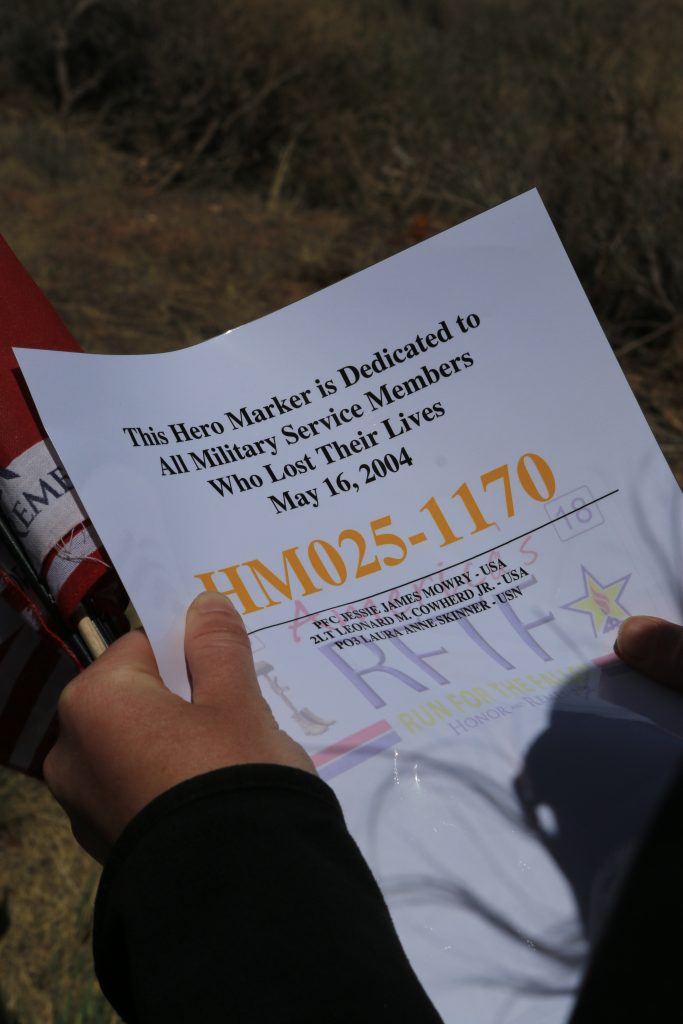 This Hero Marker is Dedicated to
All Military Service Members
Who Lost Their Lives
May 16, 2004
HM025-1170
18
America's
PFC JESSIE JAMES MOWRY - USA
2LT LEONARD M. COWHERD JR. - USA
PO3 LAURA ANNE SKINNER - USN
RFTF
RUN FOR THE FALLEN
HONOR AND